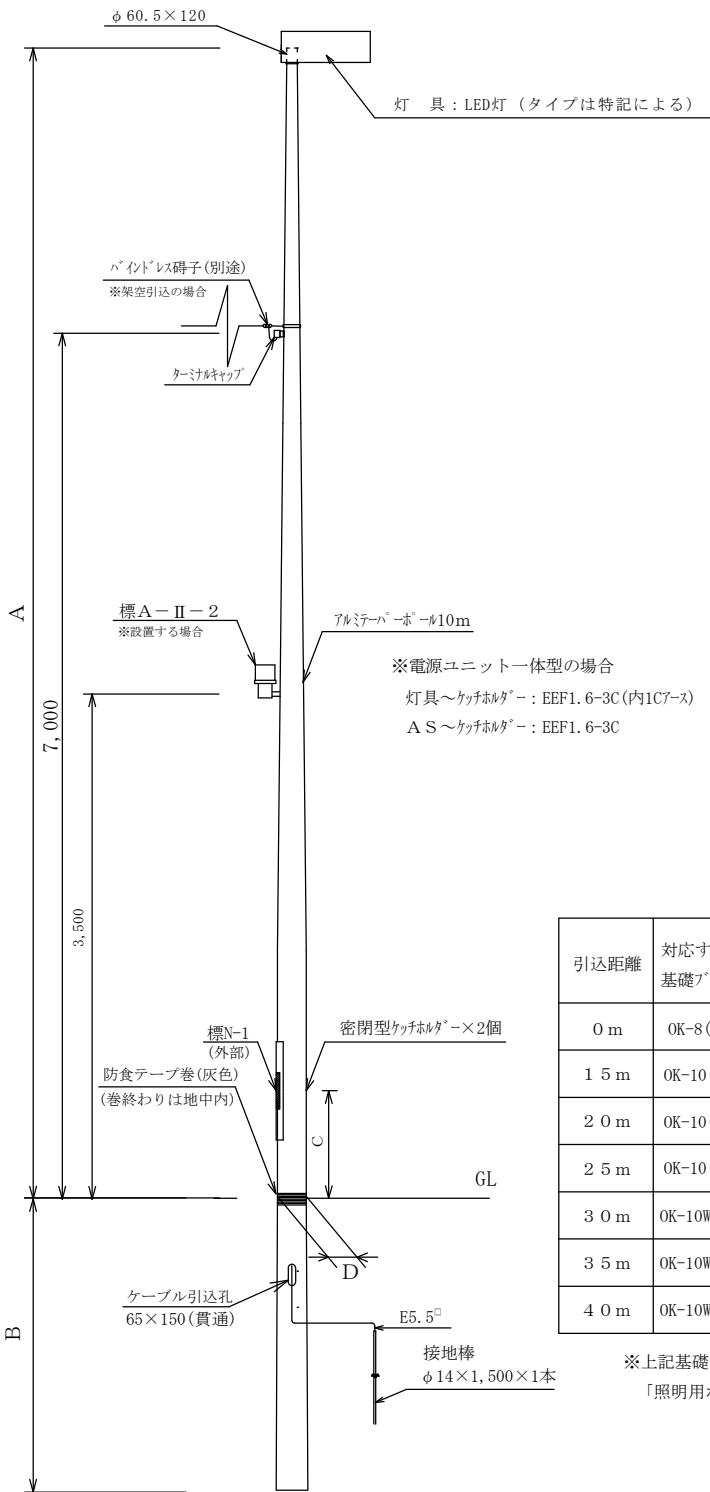 φ60.5×120
灯　具：LED灯（タイプは特記による）
バインドレス碍子(別途)
※架空引込の場合
ターミナルキャップ
A
7,000
標A－Ⅱ－2
※設置する場合
アルミテーパーポール10m
※電源ユニット一体型の場合
灯具～ケッチホルダー：EEF1.6-3C(内1Cアース)
AS～ケッチホルダー：EEF1.6-3C
3,500
標N-1
(外部)
密閉型ケッチホルダー×2個
防食テープ巻(灰色)
(巻終わりは地中内)
C
GL
D
B
ケーブル引込孔
65×150(貫通)
E5.5□
接地棒
φ14×1,500×1本
引込距離
対応す
基礎ブ
0m
OK-8(
15m
OK-10
20m
OK-10
25m
OK-10
30m
OK-10W
35m
OK-10W
40m
OK-10W
※上記基礎
「照明用